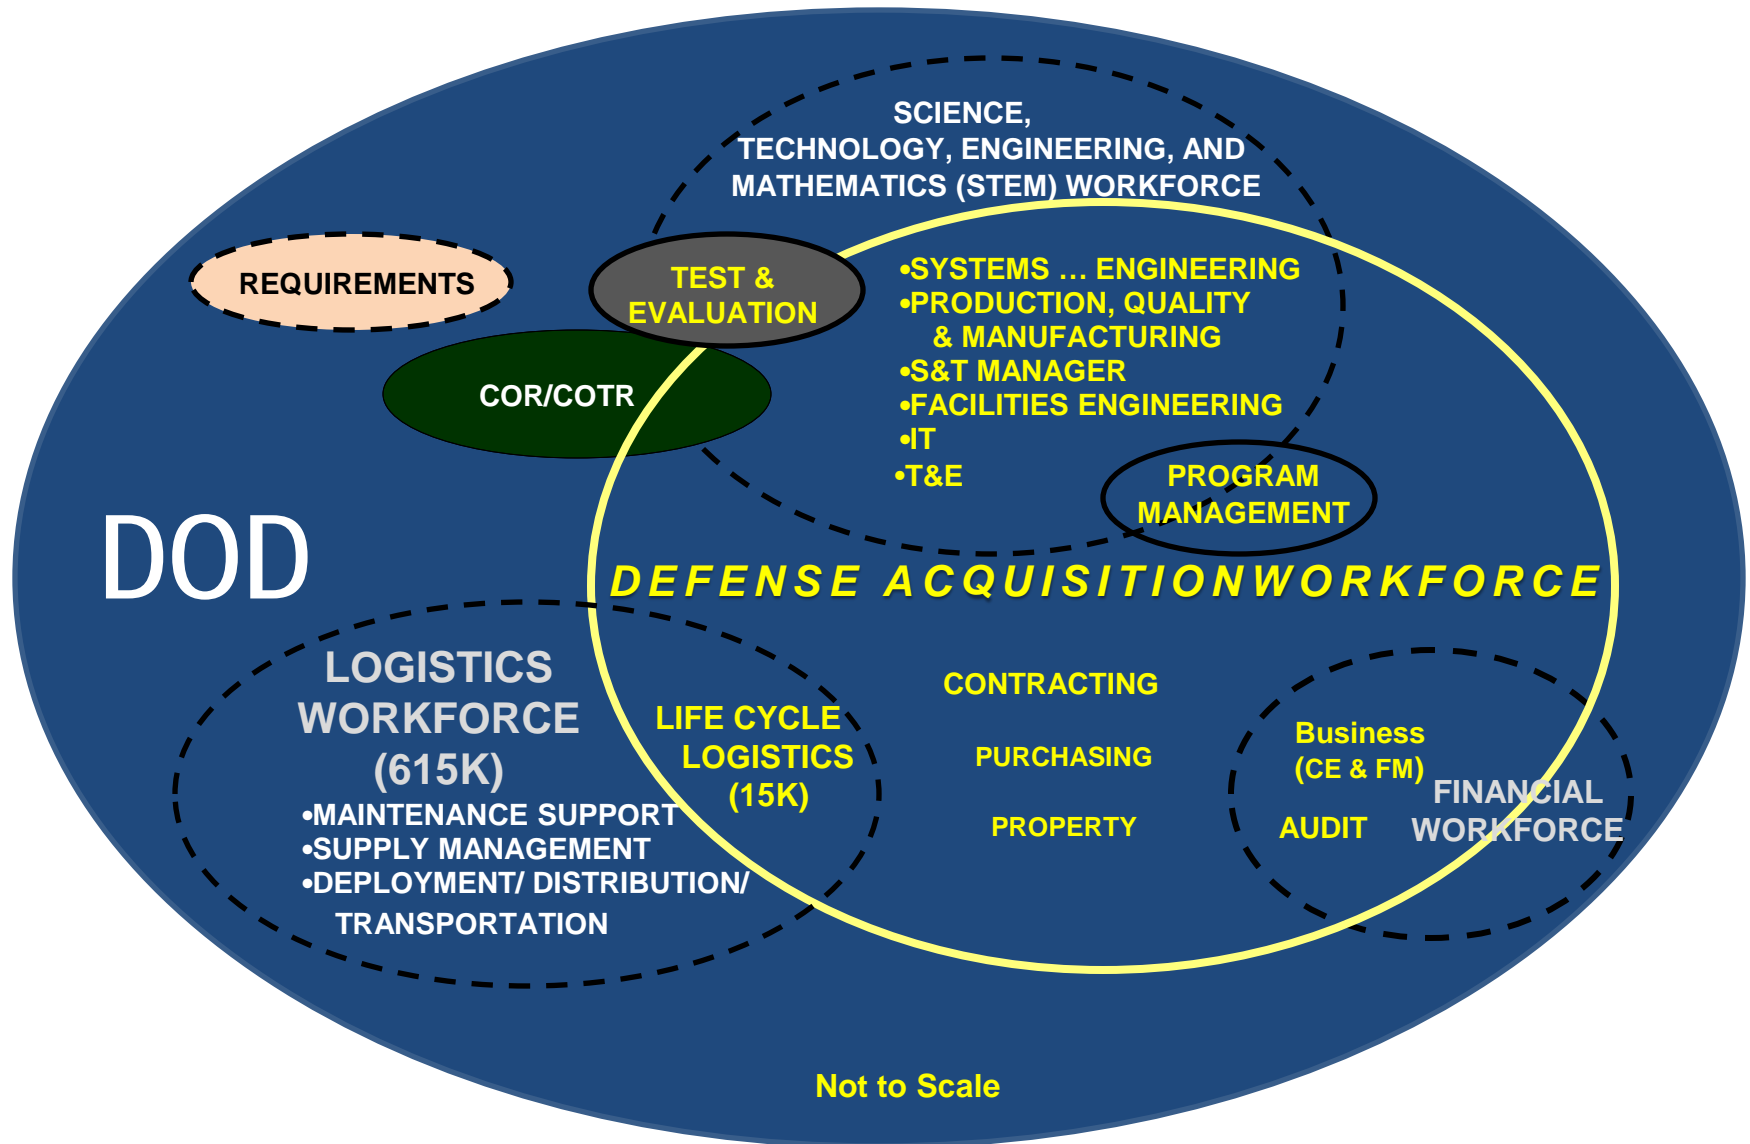 SCIENCE,
TECHNOLOGY, ENGINEERING, AND
MATHEMATICS (STEM) WORKFORCE
REQUIREMENTS
TEST &
EVALUATION
COR/COTR
•SYSTEMS … ENGINEERING
•PRODUCTION, QUALITY
& MANUFACTURING
•S&T MANAGER
•FACILITIES ENGINEERING
•IT
•T&E
PROGRAM
MANAGEMENT
DOD
DEFENSE ACQUISITIONWORKFORCE
LOGISTICS
WORKFORCE
(615K)
•MAINTENANCE SUPPORT
•SUPPLY MANAGEMENT
•DEPLOYMENT/ DISTRIBUTION/
TRANSPORTATION
LIFE CYCLE
LOGISTICS
(15K)
CONTRACTING
PURCHASING
PROPERTY
Business
(CE & FM)
AUDIT
FINANCIAL
WORKFORCE
Not to Scale